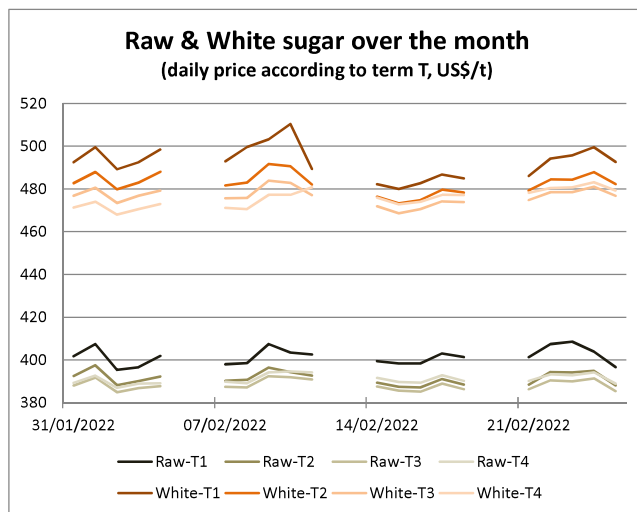 Raw & White sugar over the month
(daily price according to term T, US$/t)
520
500
480
460
440
420
400
380
31/01/2022 07/02/2022 14/02/2022 21/02/2022
Raw-T1 Raw-T2 Raw-T3 Raw-T4
White-T1 White-T2 White-T3 White-T4